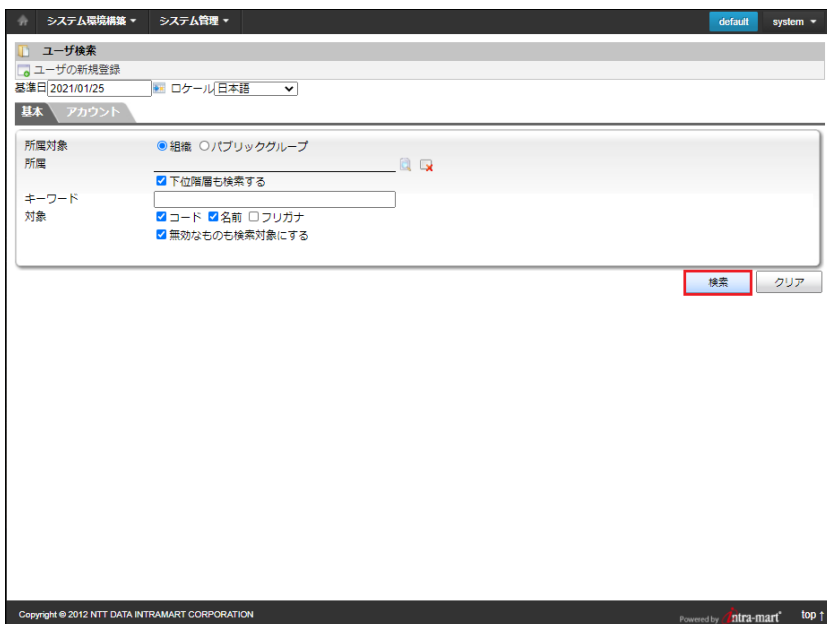 システム環境構築 ▾ システム管理 ▾ default system ▾
ユーザ検索
ユーザの新規登録
基準日 2021/01/25 ロケール 日本語
基本 アカウント
所属対象 組織 パブリックグループ
所属
下位階層も検索する
キーワード
対象 コード 名前 フリガナ
無効なものも検索対象にする
検索 クリア
Copyright © 2012 NTT DATA INTRAMART CORPORATION Powered by intra-mart top ↑